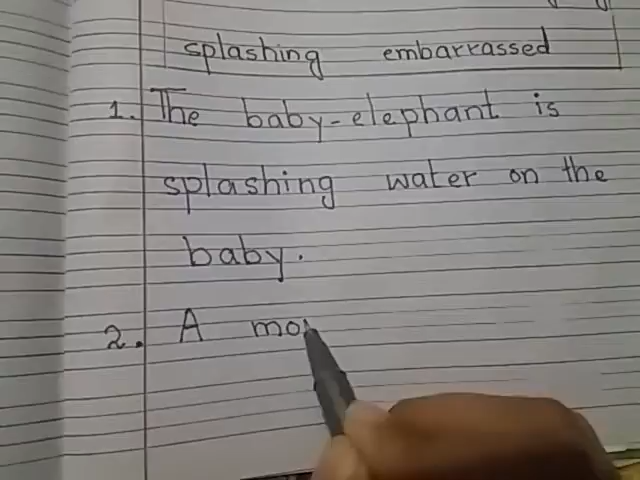 splashing embarrassed
1. The baby-elephant is
splashing water on the
baby.
2. A mo